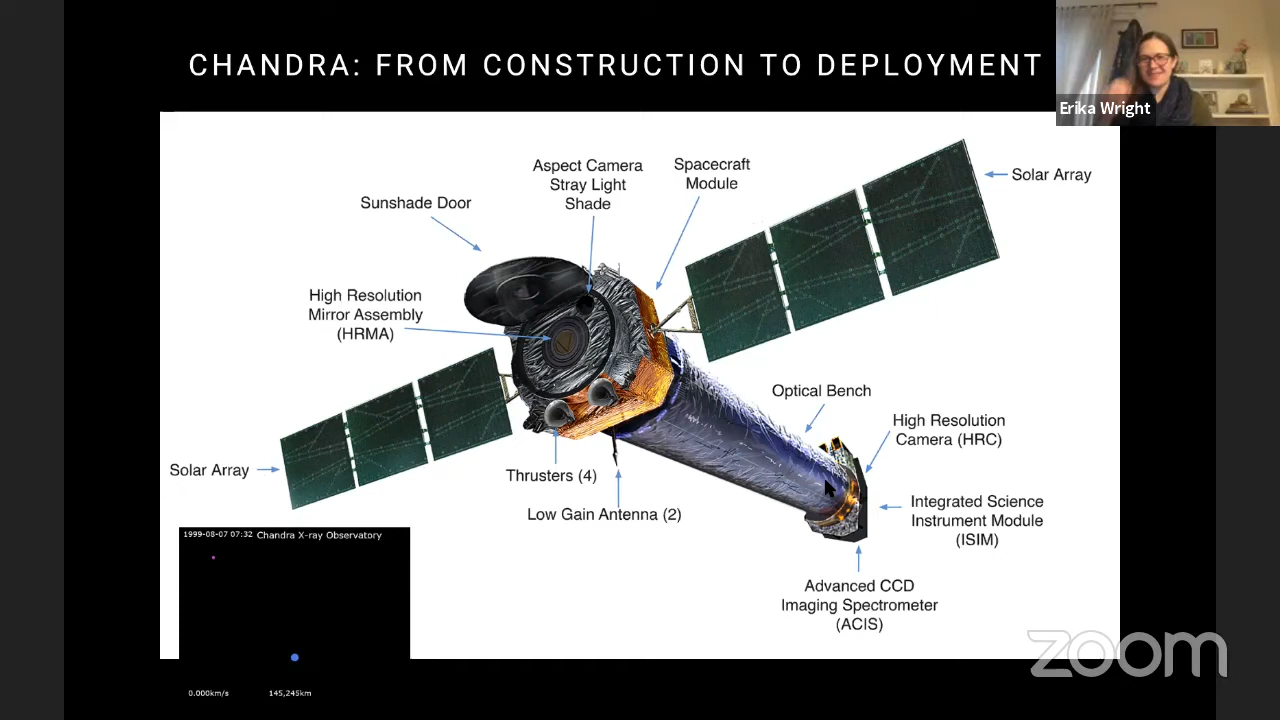 CHANDRA: FROM CONSTRUCTION TO DEPLOYMENT
Erika Wright
Aspect Camera
Stray Light
Shade
Spacecraft
Module
Solar Array
Sunshade Door
High Resolution
Mirror Assembly
(HRMA)
Optical Bench
High Resolution
Camera (HRC)
Solar Array
Thrusters (4)
Low Gain Antenna (2)
Integrated Science
Instrument Module
(ISIM)
Advanced CCD
Imaging Spectrometer
(ACIS)
1999-08-07 07:32 Chandra X-ray Observatory
0.000km/s 145,245km
zoom